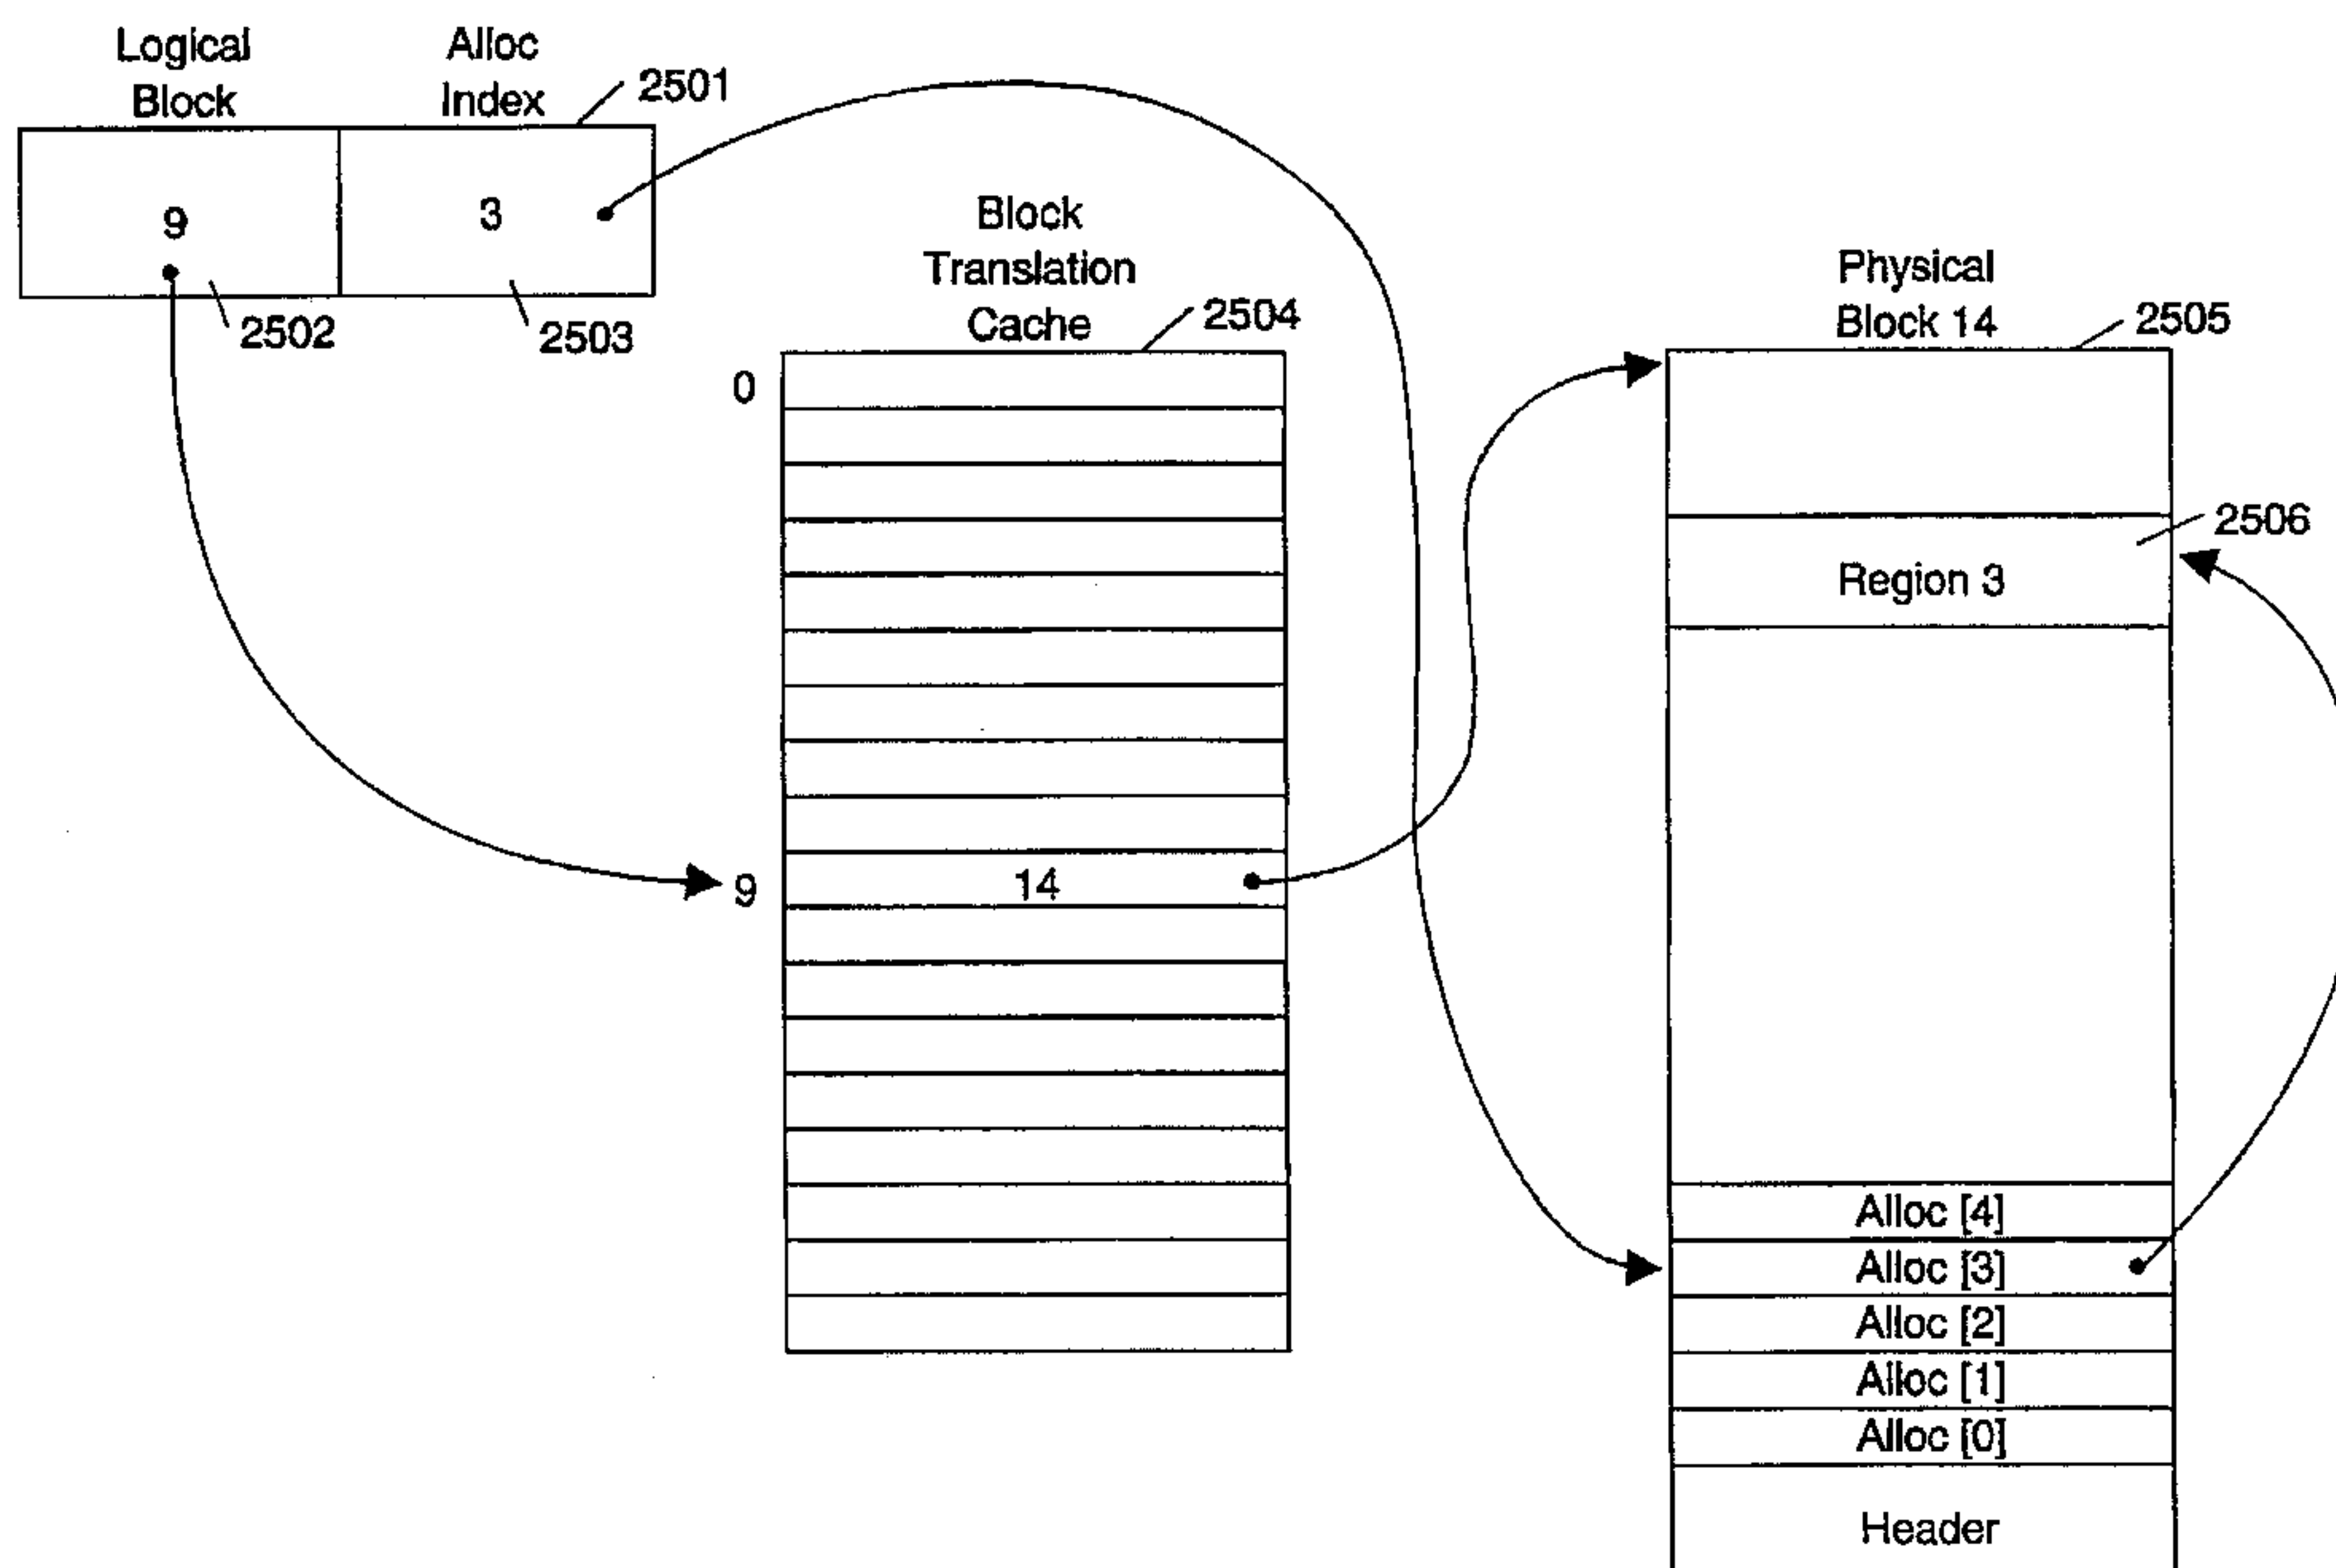 Logical
Block
Alloc
Index
2501
9
3
2502
2503
Block
Translation
Cache
2504
0
9
14
Physical
Block 14
2505
2506
Region 3
Alloc [4]
Alloc [3]
Alloc [2]
Alloc [1]
Alloc [0]
Header